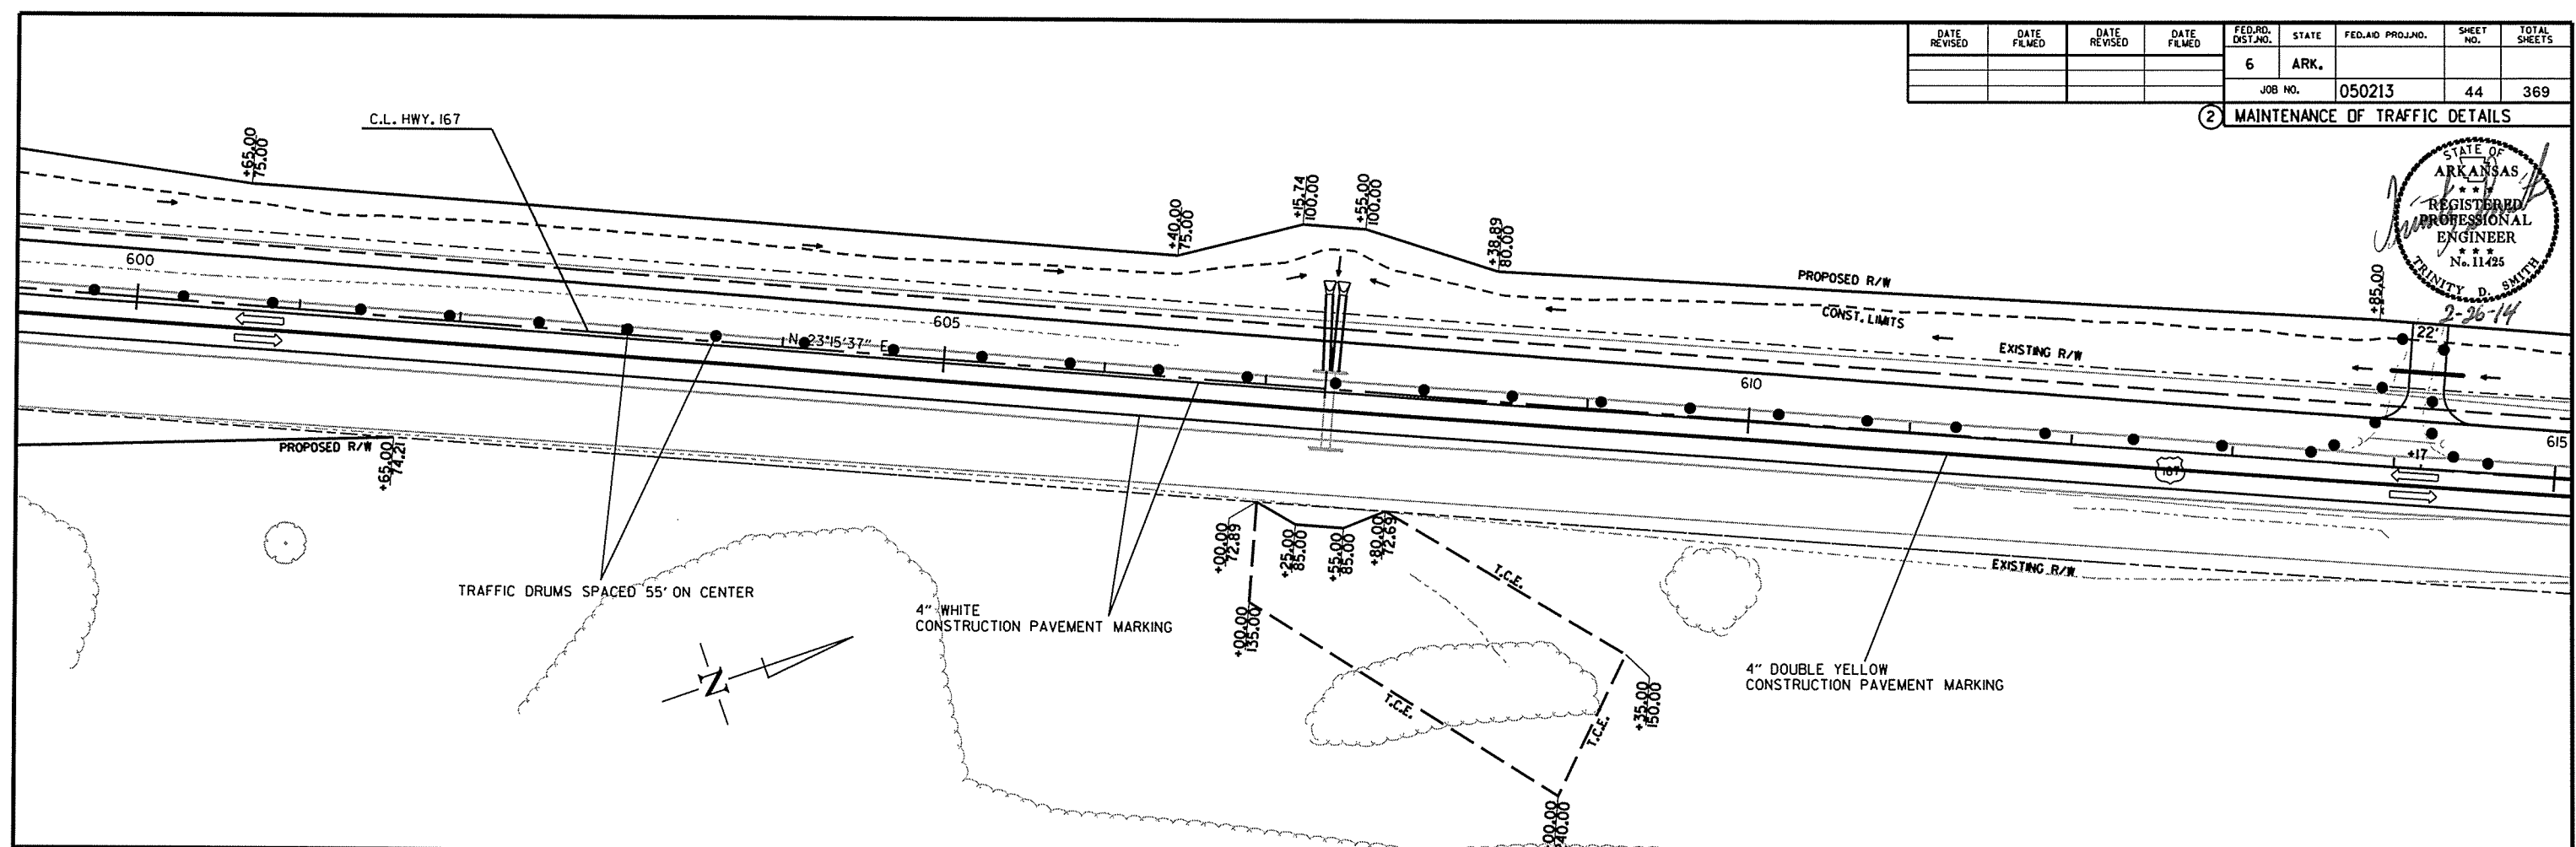 DATE REVISED
DATE FILMED
DATE REVISED
DATE FILMED
FED.RD. DIST.NO.
STATE
FED.AID PROJ.NO.
SHEET NO.
TOTAL SHEETS
6
ARK.
JOB NO.
050213
44
369
2 MAINTENANCE OF TRAFFIC DETAILS
STATE OF
ARKANSAS
★ ★ ★
REGISTERED
PROFESSIONAL
ENGINEER
★ ★ ★
No. 11425
TRINITY D. SMITH
2-26-14
C.L. HWY. 167
+65.00
75.00
+40.00
75.00
+15.74
100.00
+55.00
100.00
+38.89
80.00
PROPOSED R/W
CONST. LIMITS
EXISTING R/W
+85.00
22'
600
605
610
615
N 23°15'37" E
+17
167
PROPOSED R/W
+65.00
74.21
TRAFFIC DRUMS SPACED 55' ON CENTER
4" WHITE
CONSTRUCTION PAVEMENT MARKING
N
+00.00
72.89
+25.00
85.00
+55.00
85.00
+80.00
72.69
+00.00
135.00
T.C.E.
T.C.E.
T.C.E.
+35.00
150.00
EXISTING R/W
4" DOUBLE YELLOW
CONSTRUCTION PAVEMENT MARKING